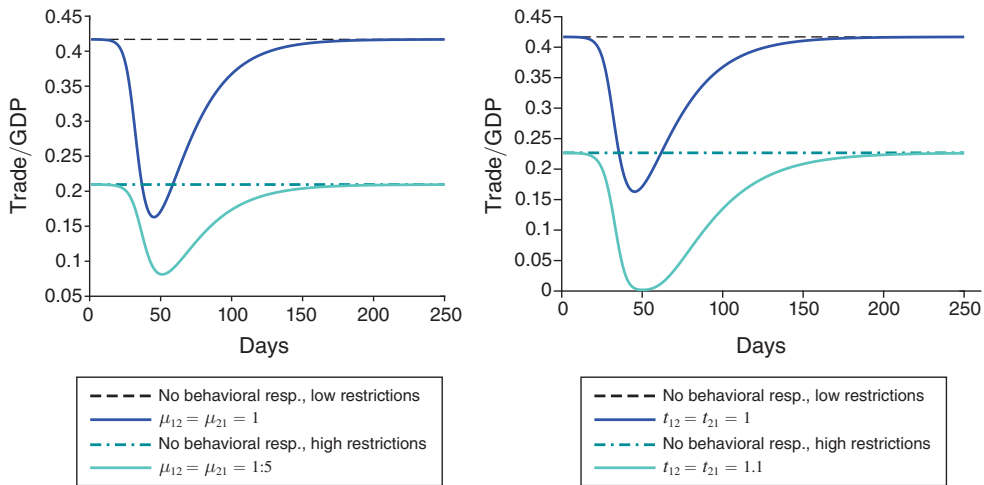 0.45
0.4
0.35
0.3
0.25
0.2
0.15
0.1
0.05
Trade/GDP
0
50
100
150
200
250
Days
No behavioral resp., low restrictions
μ12 = μ21 = 1
No behavioral resp., high restrictions
μ12 = μ21 = 1:5
0.45
0.4
0.35
0.3
0.25
0.2
0.15
0.1
0.05
0
Trade/GDP
0
50
100
150
200
250
Days
No behavioral resp., low restrictions
t12 = t21 = 1
No behavioral resp., high restrictions
t12 = t21 = 1.1